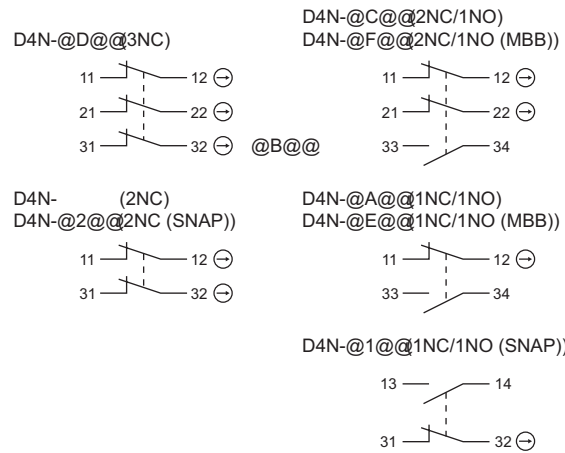 D4N-@D@@(3NC)
11 12
21 22
31 32 @B@@
D4N-@C@@(2NC/1NO)
D4N-@F@@(2NC/1NO (MBB))
11 12
21 22
33 34
D4N- (2NC)
D4N-@2@@(2NC (SNAP))
11 12
31 32
D4N-@A@@(1NC/1NO)
D4N-@E@@(1NC/1NO (MBB))
11 12
33 34
D4N-@1@@(1NC/1NO (SNAP))
13 14
31 32